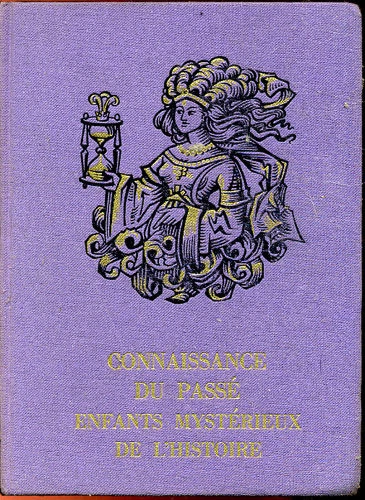 CONNAISSANCE
DU PASSÉ
ENFANTS MYSTÉRIEUX
DE L'HISTOIRE